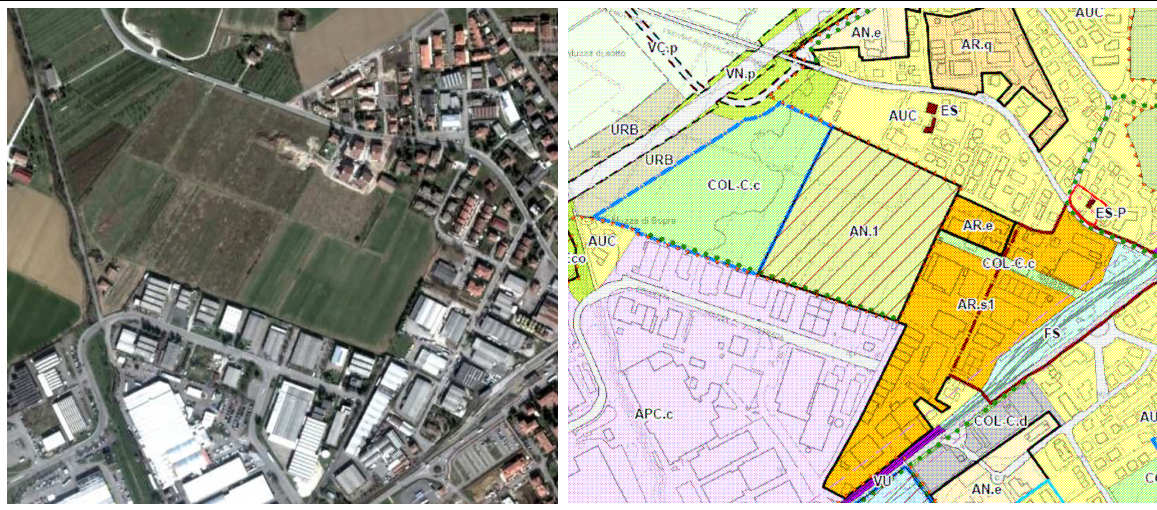 AUC
AN.e
AR.q
VC.p
VN.p
AUC
ES
URB
URB
COL-C.c
ES-P
AR.e
AN.1
AUC
COL-C.c
AR.s1
FS
APC.c
COL-C.d
AU
VU
AN.e